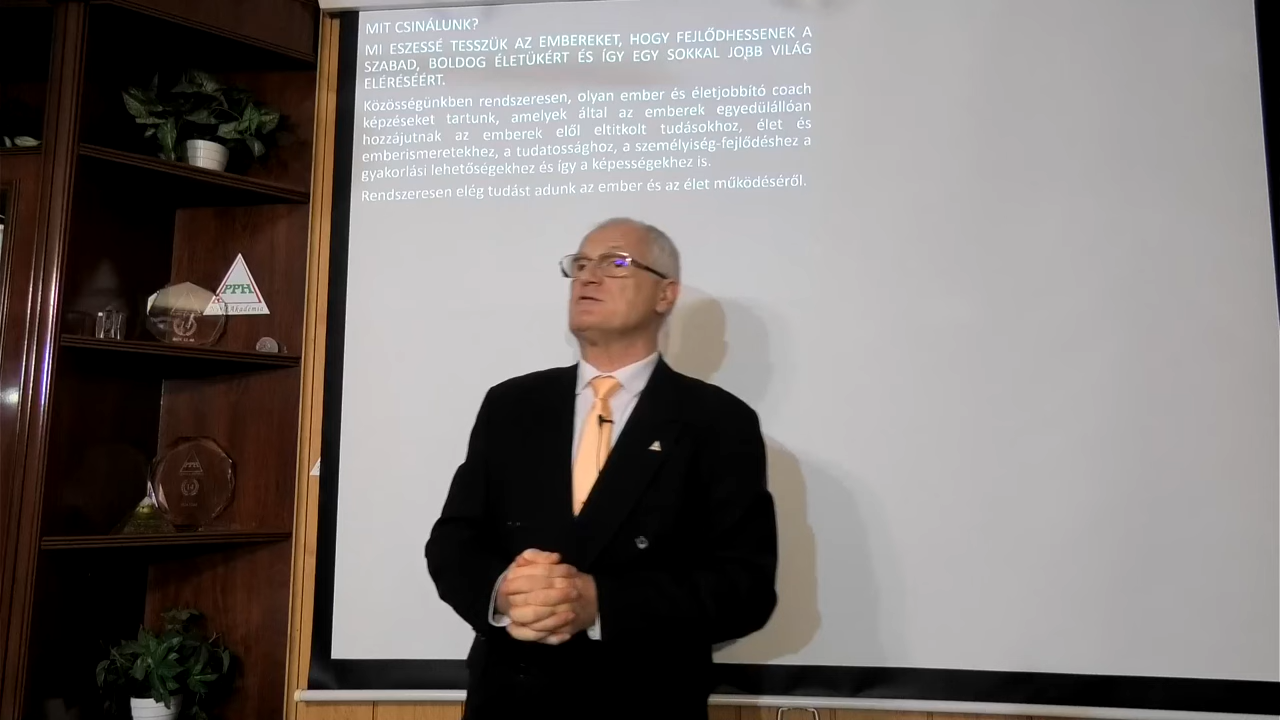 MIT CSINÁLUNK?
MI ESZESSÉ TESSZÜK AZ EMBEREKET, HOGY FEJLŐDHESSENEK A
SZABAD, BOLDOG ÉLETÜKÉRT ÉS ÍGY EGY SOKKAL JOBB VILÁG
ELÉRÉSÉÉRT.
Közösségünkben rendszeresen, olyan ember és életjobbító coach
képzéseket tartunk, amelyek által az emberek egyedülállóan
hozzájutnak az emberek elől eltitkolt tudásokhoz, élet és
emberismeretekhez, a tudatossághoz, a személyiség-fejlődéshez a
gyakorlási lehetőségekhez és így a képességekhez is.
Rendszeresen elég tudást adunk az ember és az élet működéséről.
PPH
Akadémia